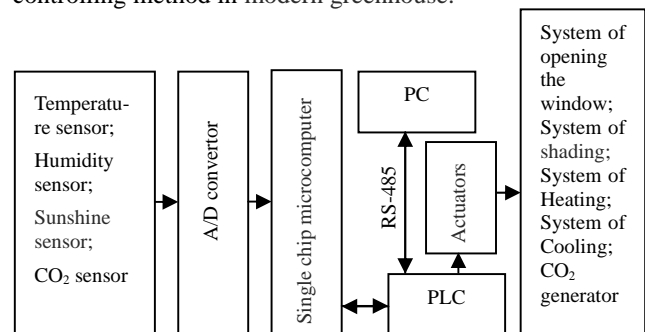 controlling method in modern greenhouse.
Temperatu-
re sensor;
Humidity
sensor;
Sunshine
sensor;
CO₂ sensor
A/D convertor
Single chip microcomputer
PC
RS-485
Actuators
PLC
System of
opening
the
window;
System of
shading;
System of
Heating;
System of
Cooling;
CO₂
generator